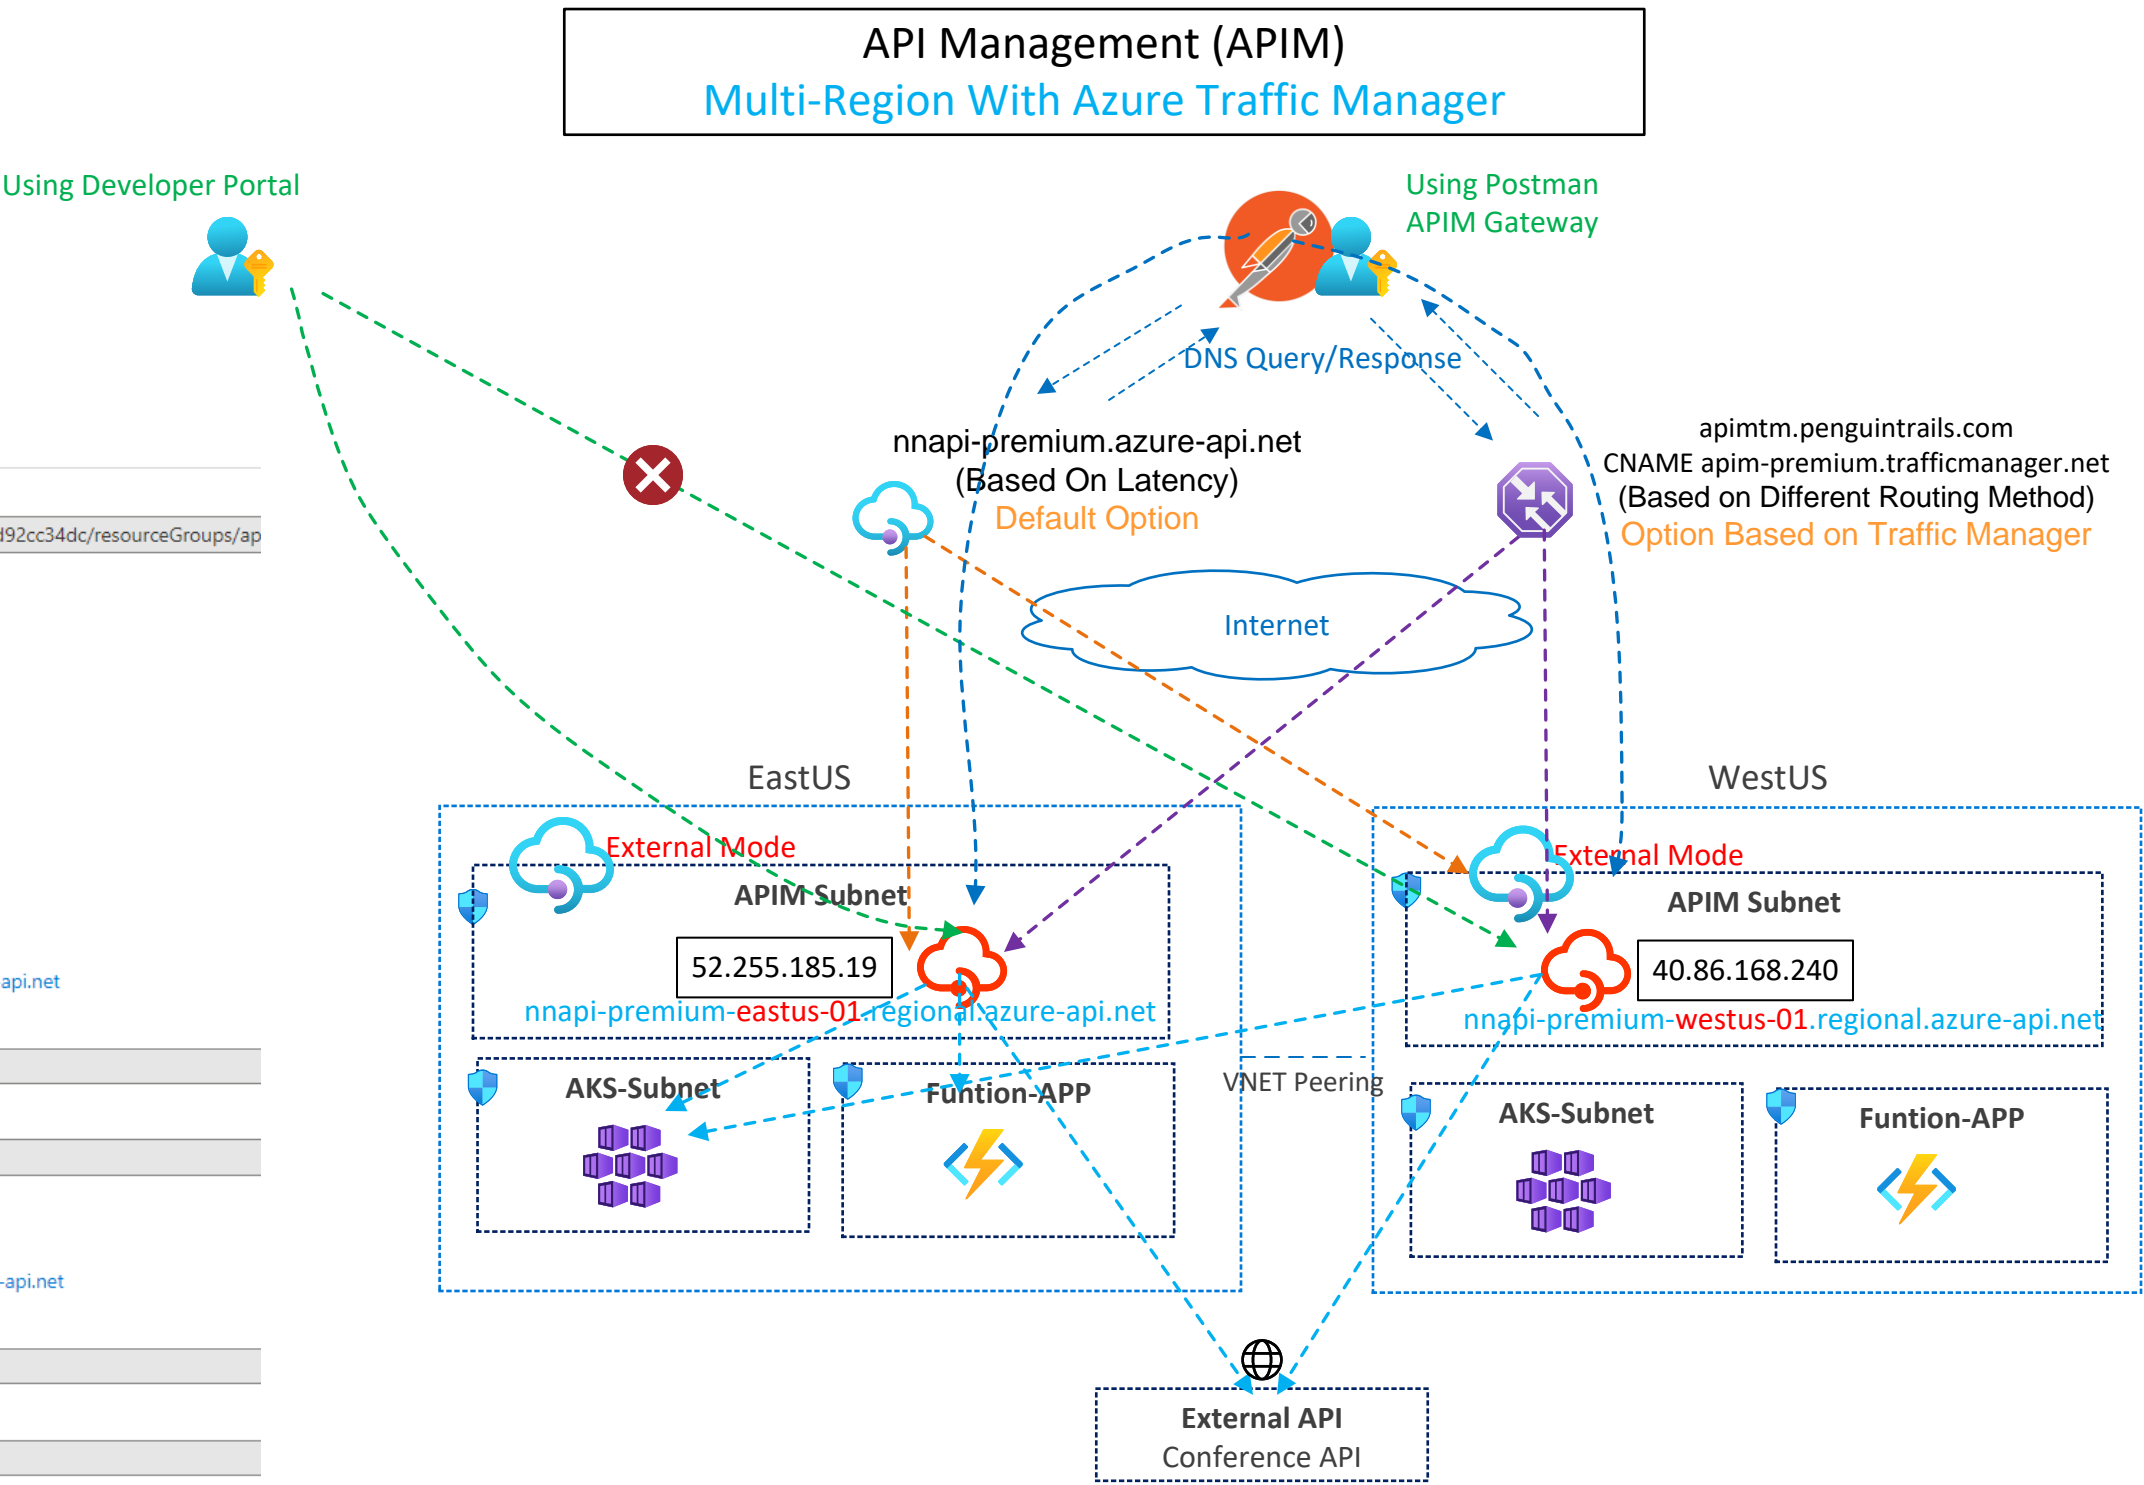 API Management (APIM)
Multi-Region With Azure Traffic Manager
Using Developer Portal
Using Postman
APIM Gateway
DNS Query/Response
nnapi-premium.azure-api.net
(Based On Latency)
Default Option
apimtm.penguintrails.com
CNAME apim-premium.trafficmanager.net
(Based on Different Routing Method)
Option Based on Traffic Manager
d92cc34dc/resourceGroups/ap
Internet
EastUS
WestUS
External Mode
APIM Subnet
52.255.185.19
nnapi-premium-eastus-01.regional.azure-api.net
External Mode
APIM Subnet
40.86.168.240
nnapi-premium-westus-01.regional.azure-api.net
api.net
AKS-Subnet
Funtion-APP
VNET Peering
AKS-Subnet
Funtion-APP
-api.net
External API
Conference API